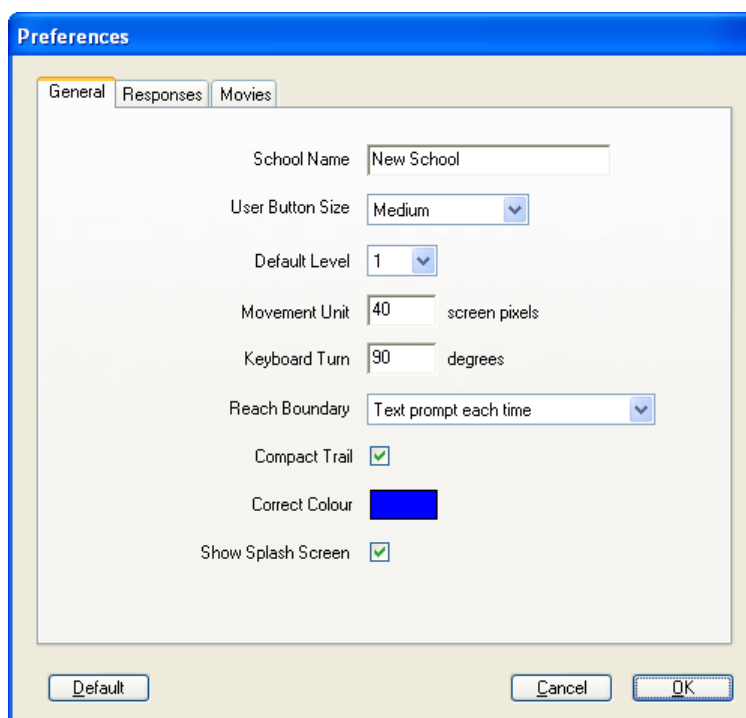 Preferences
General Responses Movies
School Name New School
User Button Size Medium
Default Level 1
Movement Unit 40 screen pixels
Keyboard Turn 90 degrees
Reach Boundary Text prompt each time
Compact Trail
Correct Colour
Show Splash Screen
Default Cancel OK